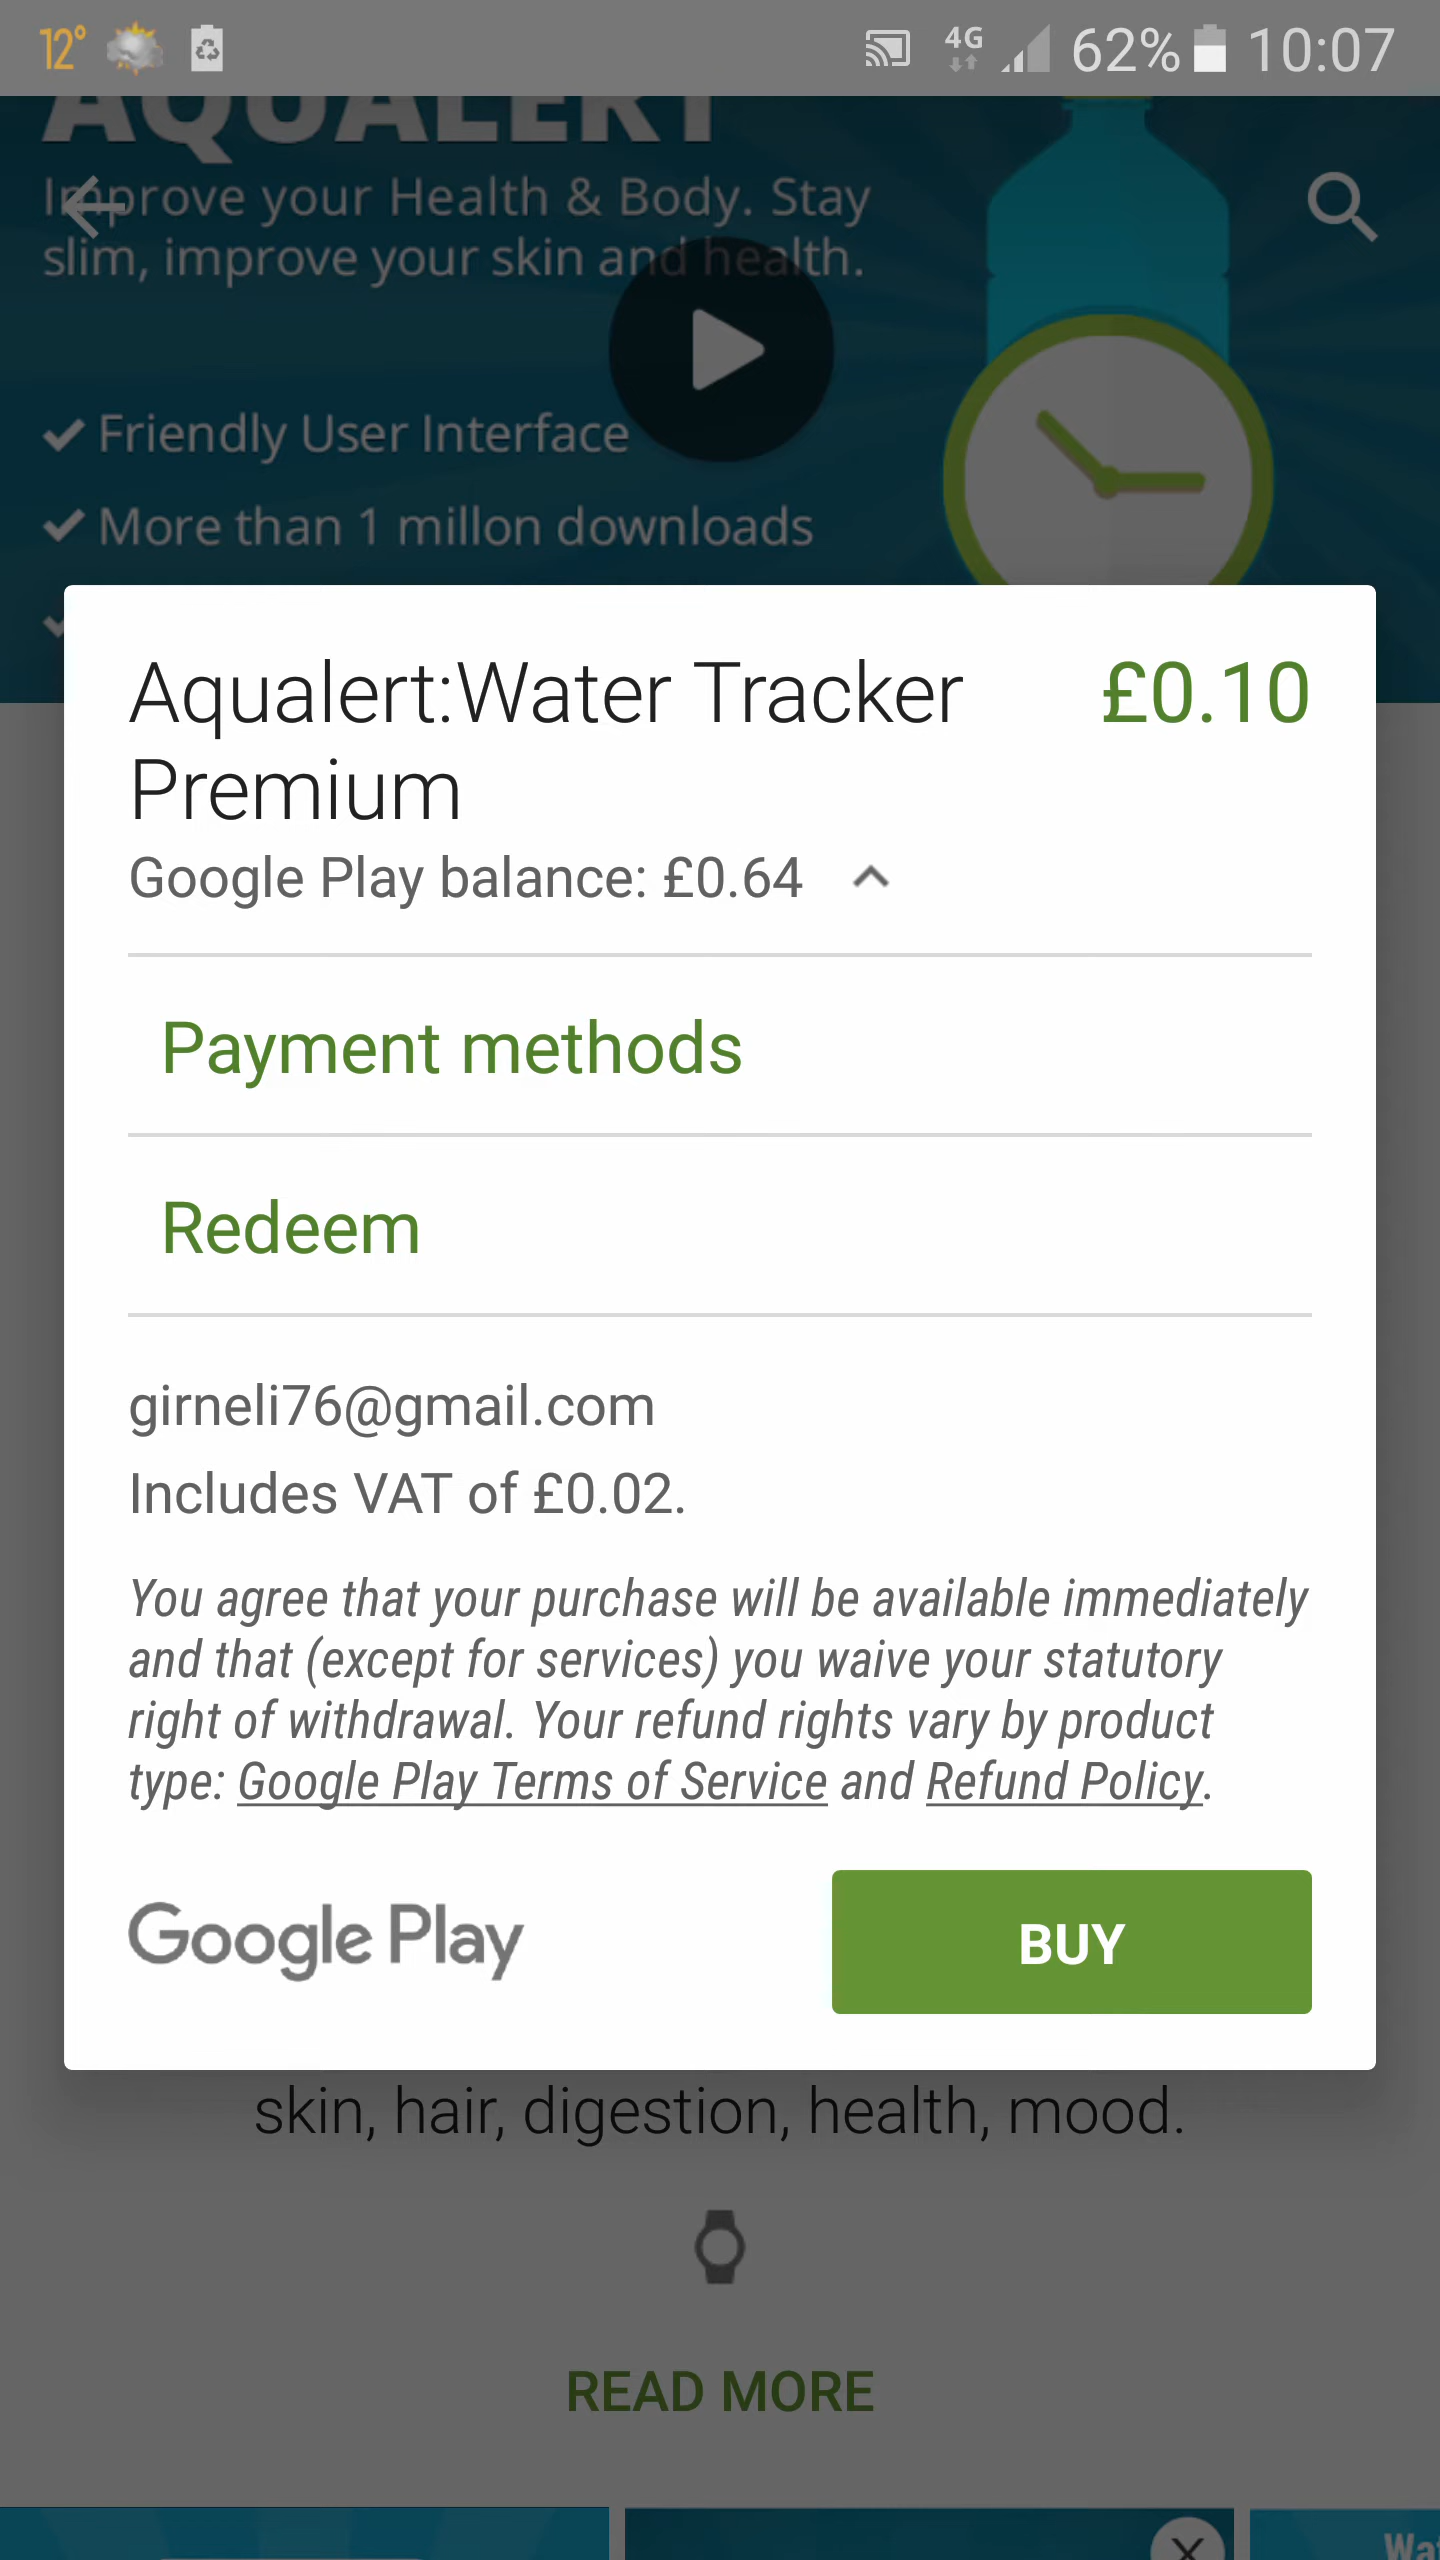 12°
4G 62% 10:07
AQUALERT
Improve your Health & Body. Stay
slim, improve your skin and health.
Friendly User Interface
More than 1 millon downloads
Aqualert:Water Tracker £0.10
Premium
Google Play balance: £0.64
Payment methods
Redeem
girneli76@gmail.com
Includes VAT of £0.02.
You agree that your purchase will be available immediately
and that (except for services) you waive your statutory
right of withdrawal. Your refund rights vary by product
type: Google Play Terms of Service and Refund Policy.
Google Play BUY
skin, hair, digestion, health, mood.
READ MORE